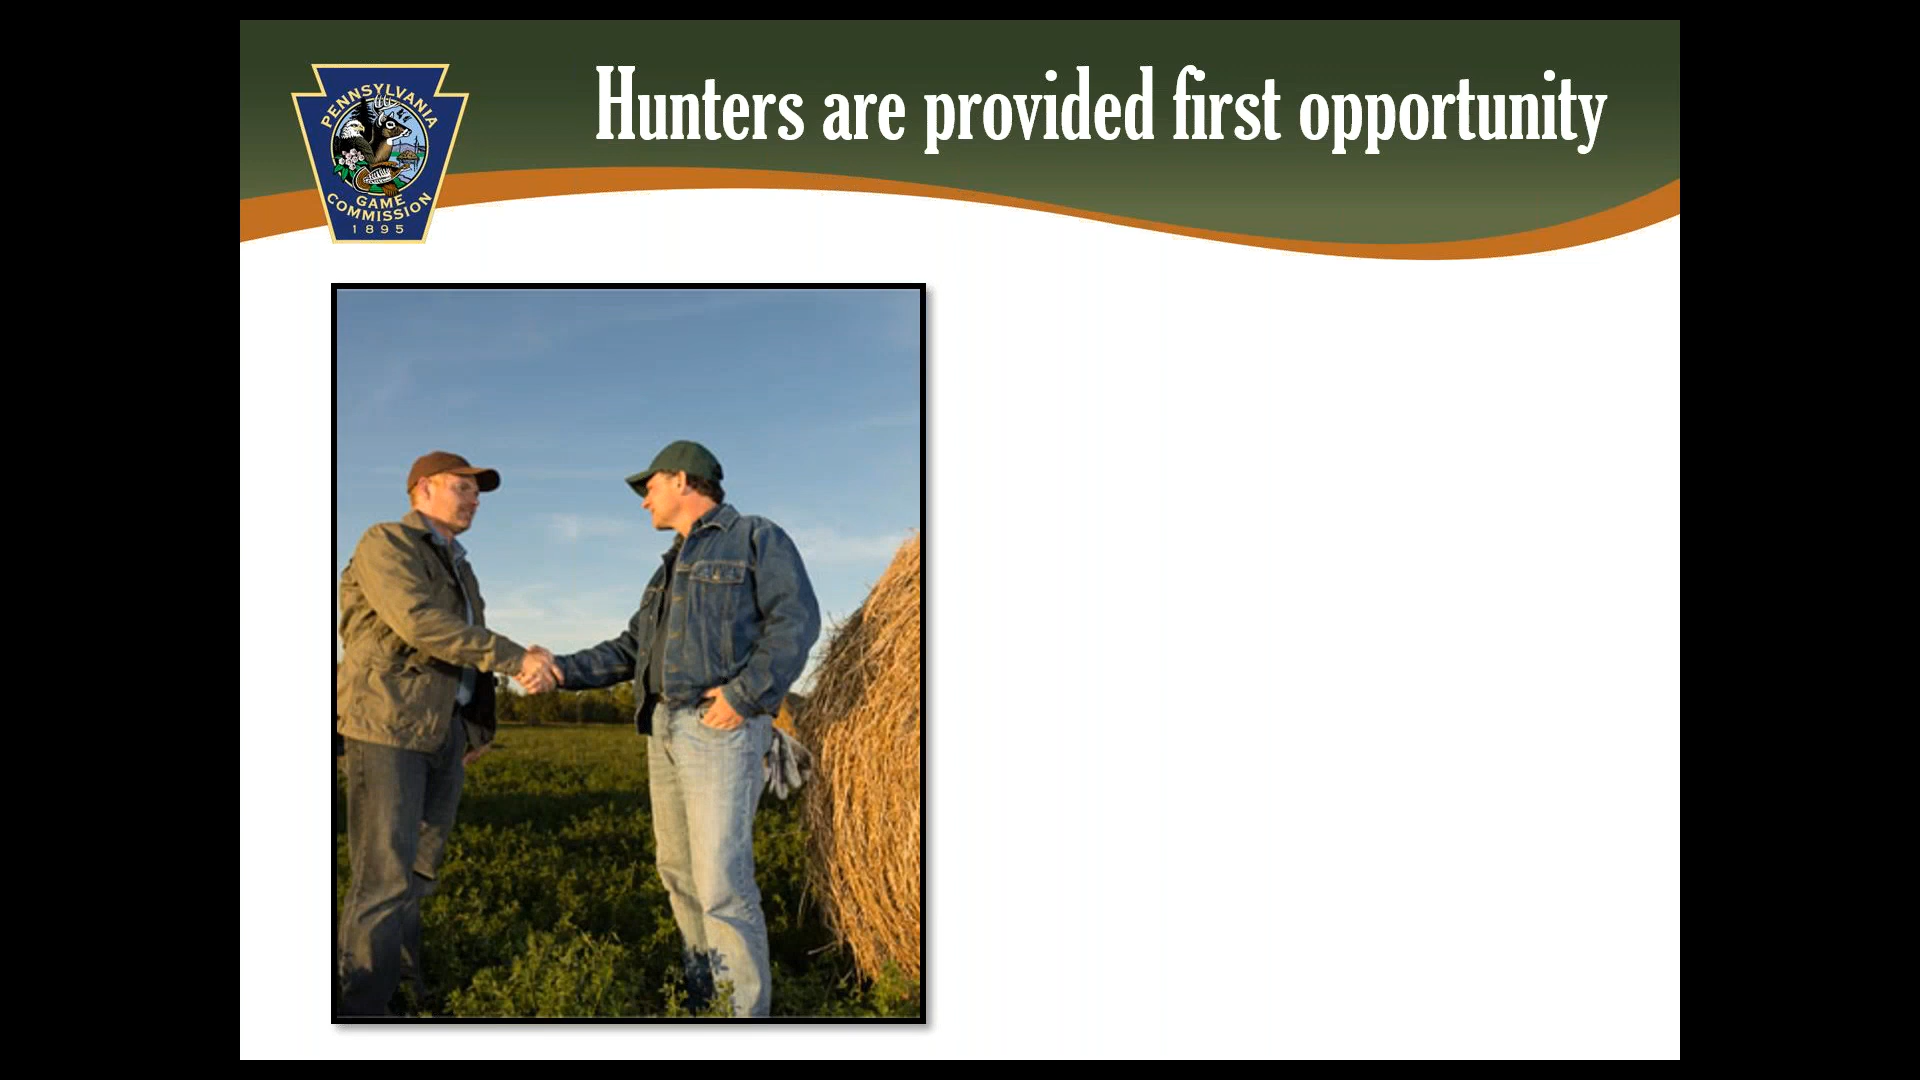 Hunters are provided first opportunity
PENNSYLVANIA
GAME
COMMISSION
1895